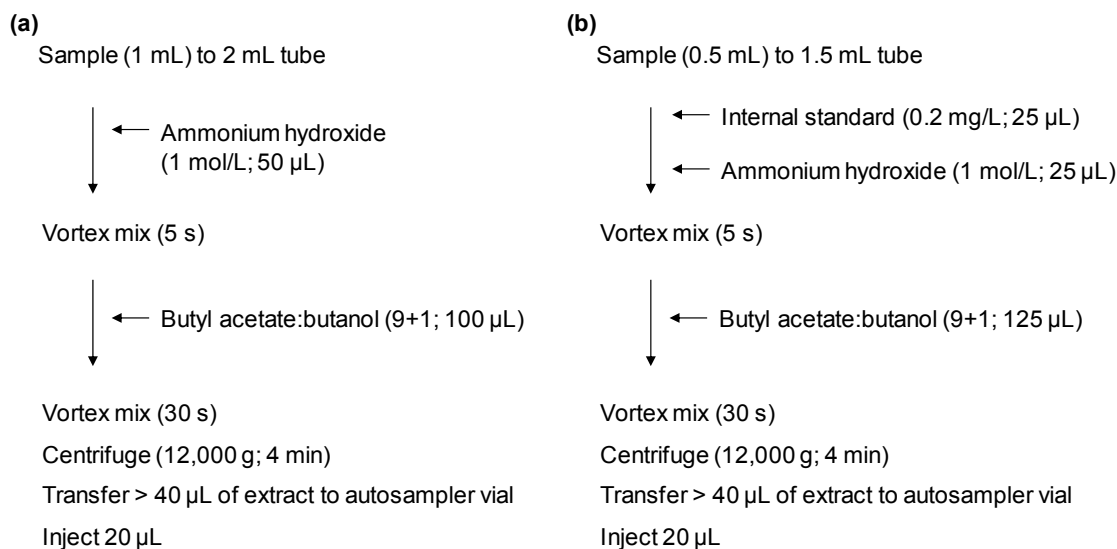 (a)
Sample (1 mL) to 2 mL tube
Ammonium hydroxide
(1 mol/L; 50 µL)
Vortex mix (5 s)
Butyl acetate:butanol (9+1; 100 µL)
Vortex mix (30 s)
Centrifuge (12,000 g; 4 min)
Transfer > 40 µL of extract to autosampler vial
Inject 20 µL
(b)
Sample (0.5 mL) to 1.5 mL tube
Internal standard (0.2 mg/L; 25 µL)
Ammonium hydroxide (1 mol/L; 25 µL)
Vortex mix (5 s)
Butyl acetate:butanol (9+1; 125 µL)
Vortex mix (30 s)
Centrifuge (12,000 g; 4 min)
Transfer > 40 µL of extract to autosampler vial
Inject 20 µL